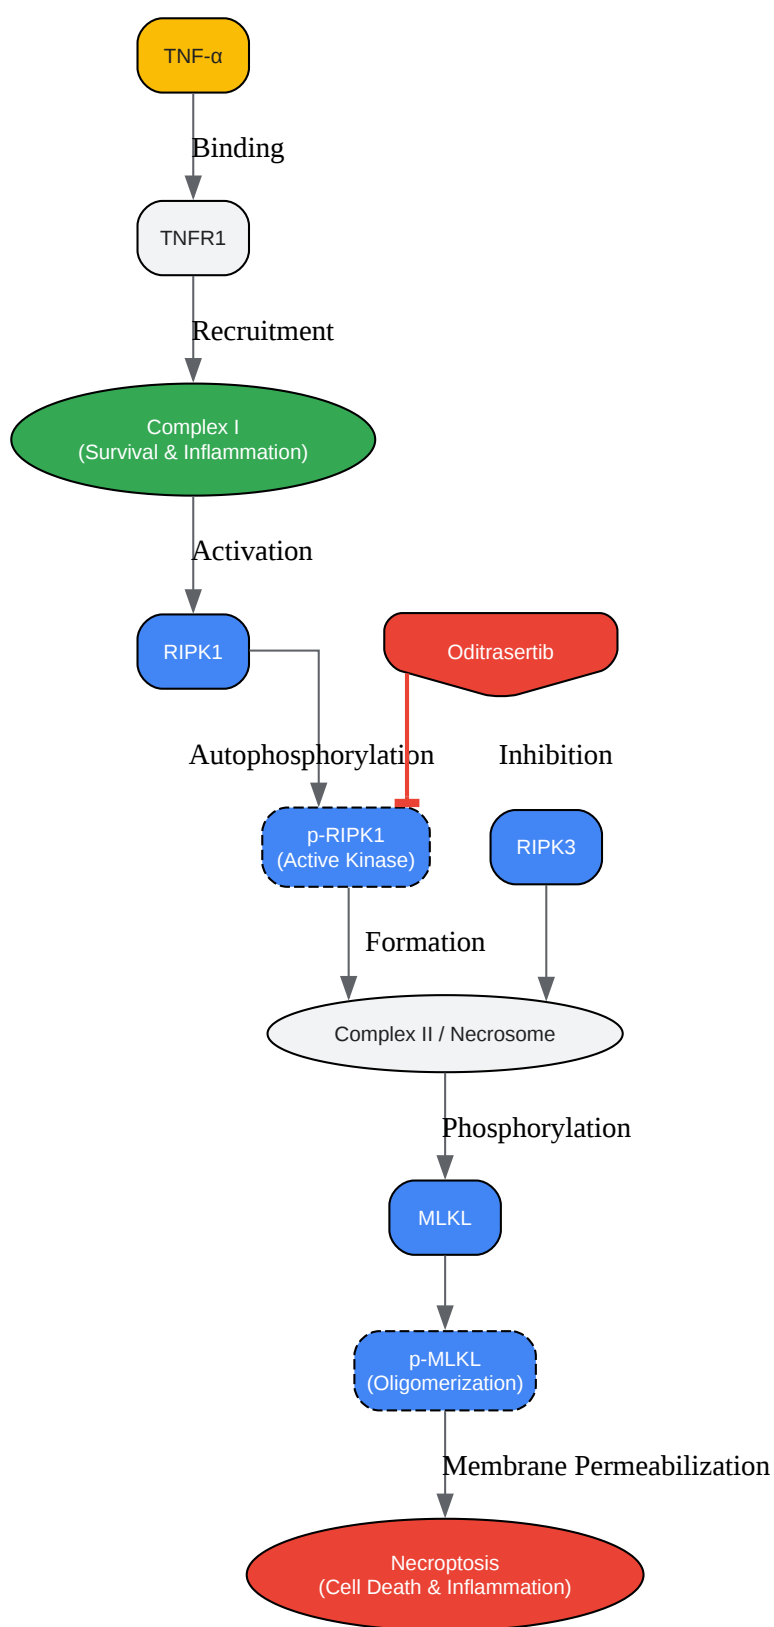 TNF-α
Binding
TNFR1
Recruitment
Complex I
(Survival & Inflammation)
Activation
RIPK1
Oditrasertib
Autophosphorylation
Inhibition
p-RIPK1
(Active Kinase)
RIPK3
Formation
Complex II / Necrosome
Phosphorylation
MLKL
p-MLKL
(Oligomerization)
Membrane Permeabilization
Necroptosis
(Cell Death & Inflammation)